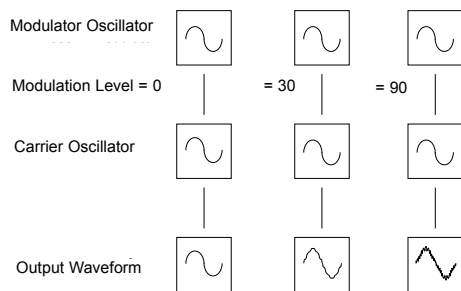 Modulator Oscillator
Modulation Level = 0 = 30 = 90
Carrier Oscillator
Output Waveform